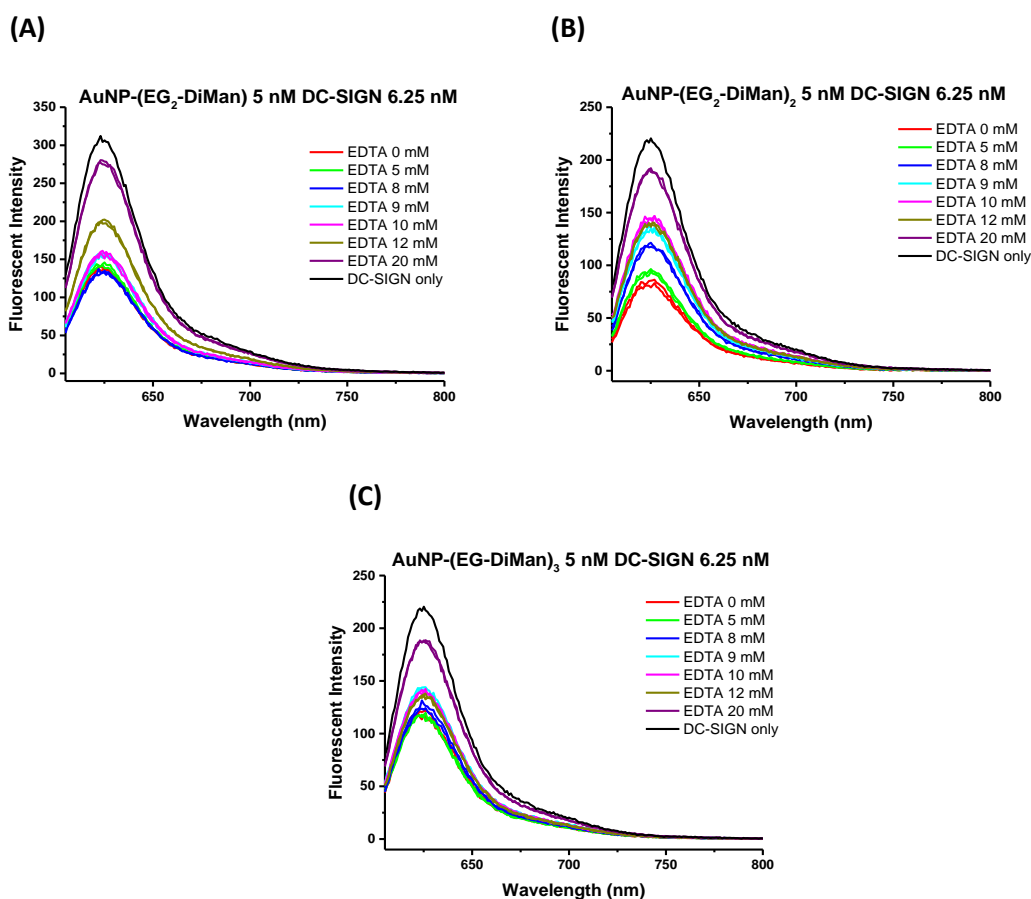 (A)
AuNP-(EG₂-DiMan) 5 nM DC-SIGN 6.25 nM
Fluorescent Intensity
350
300
250
200
150
100
50
0
EDTA 0 mM
EDTA 5 mM
EDTA 8 mM
EDTA 9 mM
EDTA 10 mM
EDTA 12 mM
EDTA 20 mM
DC-SIGN only
650
700
750
800
Wavelength (nm)
(B)
AuNP-(EG₂-DiMan)₂ 5 nM DC-SIGN 6.25 nM
Fluorescent Intensity
250
200
150
100
50
0
EDTA 0 mM
EDTA 5 mM
EDTA 8 mM
EDTA 9 mM
EDTA 10 mM
EDTA 12 mM
EDTA 20 mM
DC-SIGN only
650
700
750
800
Wavelength (nm)
(C)
AuNP-(EG-DiMan)₃ 5 nM DC-SIGN 6.25 nM
Fluorescent Intensity
250
200
150
100
50
0
EDTA 0 mM
EDTA 5 mM
EDTA 8 mM
EDTA 9 mM
EDTA 10 mM
EDTA 12 mM
EDTA 20 mM
DC-SIGN only
650
700
750
800
Wavelength (nm)